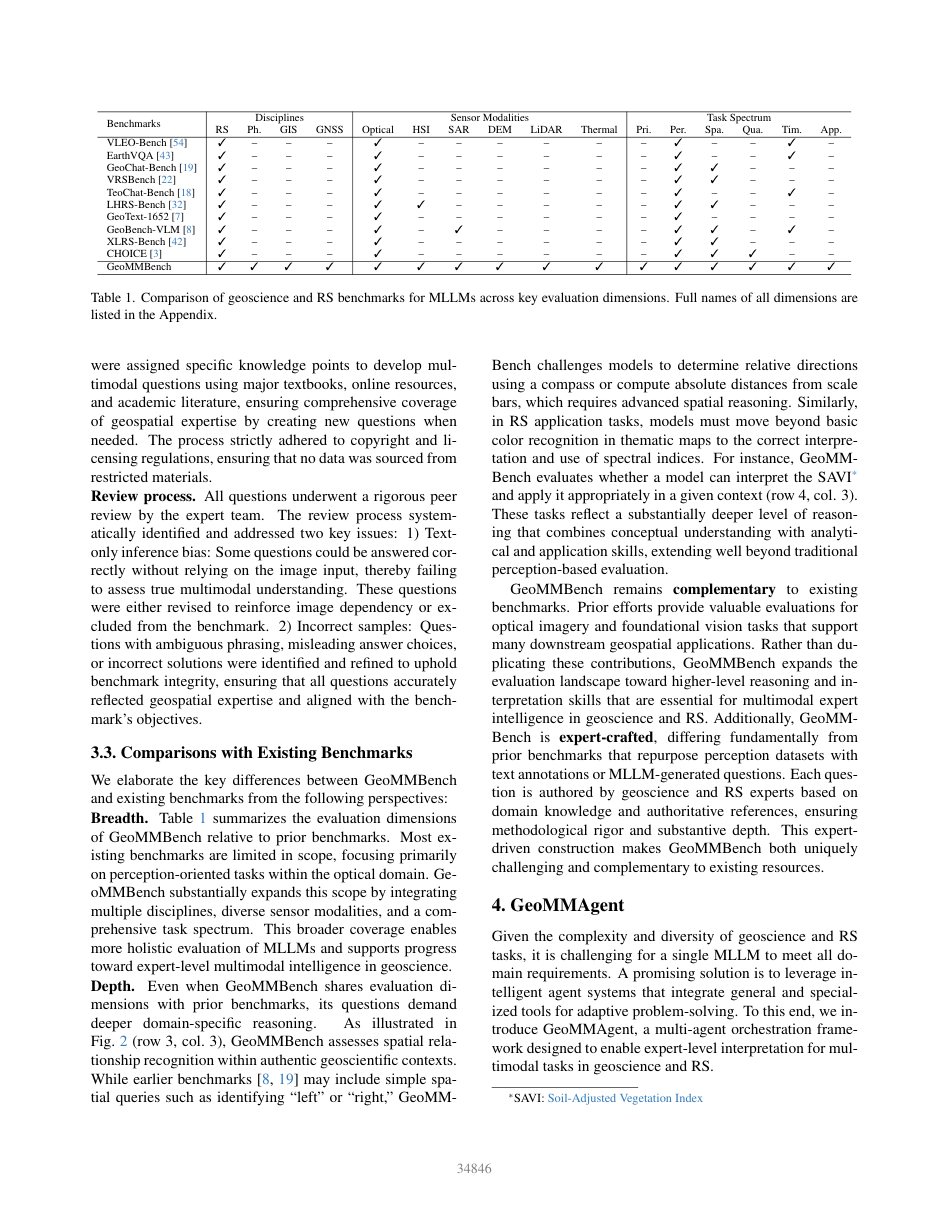 Benchmarks Disciplines Sensor Modalities Task Spectrum
RS Ph. GIS GNSS Optical HSI SAR DEM LiDAR Thermal Pri. Per. Spa. Qua. Tim. App.
VLEO-Bench [54] ✓ – – – ✓ – – – – – – ✓ – – ✓ –
EarthVQA [43] ✓ – – – ✓ – – – – – – ✓ – – ✓ –
GeoChat-Bench [19] ✓ – – – ✓ – – – – – – ✓ ✓ – – –
VRSBench [22] ✓ – – – ✓ – – – – – – ✓ ✓ – – –
TeoChat-Bench [18] ✓ – – – ✓ – – – – – – ✓ – – ✓ –
LHRS-Bench [32] ✓ – – – ✓ ✓ – – – – – ✓ ✓ – – –
GeoText-1652 [7] ✓ – – – ✓ – – – – – – ✓ – – – –
GeoBench-VLM [8] ✓ – – – ✓ – ✓ – – – – ✓ ✓ – ✓ –
XLRS-Bench [42] ✓ – – – ✓ – – – – – – ✓ ✓ – – –
CHOICE [3] ✓ – – – ✓ – – – – – – ✓ ✓ ✓ – –
GeoMMBench ✓ ✓ ✓ ✓ ✓ ✓ ✓ ✓ ✓ ✓ ✓ ✓ ✓ ✓ ✓ ✓
Table 1. Comparison of geoscience and RS benchmarks for MLLMs across key evaluation dimensions. Full names of all dimensions are
listed in the Appendix.
were assigned specific knowledge points to develop mul-
timodal questions using major textbooks, online resources,
and academic literature, ensuring comprehensive coverage
of geospatial expertise by creating new questions when
needed. The process strictly adhered to copyright and li-
censing regulations, ensuring that no data was sourced from
restricted materials.
Review process. All questions underwent a rigorous peer
review by the expert team. The review process system-
atically identified and addressed two key issues: 1) Text-
only inference bias: Some questions could be answered cor-
rectly without relying on the image input, thereby failing
to assess true multimodal understanding. These questions
were either revised to reinforce image dependency or ex-
cluded from the benchmark. 2) Incorrect samples: Ques-
tions with ambiguous phrasing, misleading answer choices,
or incorrect solutions were identified and refined to uphold
benchmark integrity, ensuring that all questions accurately
reflected geospatial expertise and aligned with the bench-
mark's objectives.
3.3. Comparisons with Existing Benchmarks
We elaborate the key differences between GeoMMBench
and existing benchmarks from the following perspectives:
Breadth. Table 1 summarizes the evaluation dimensions
of GeoMMBench relative to prior benchmarks. Most ex-
isting benchmarks are limited in scope, focusing primarily
on perception-oriented tasks within the optical domain. Ge-
oMMBench substantially expands this scope by integrating
multiple disciplines, diverse sensor modalities, and a com-
prehensive task spectrum. This broader coverage enables
more holistic evaluation of MLLMs and supports progress
toward expert-level multimodal intelligence in geoscience.
Depth. Even when GeoMMBench shares evaluation di-
mensions with prior benchmarks, its questions demand
deeper domain-specific reasoning. As illustrated in
Fig. 2 (row 3, col. 3), GeoMMBench assesses spatial rela-
tionship recognition within authentic geoscientific contexts.
While earlier benchmarks [8, 19] may include simple spa-
tial queries such as identifying “left” or “right,” GeoMM-
Bench challenges models to determine relative directions
using a compass or compute absolute distances from scale
bars, which requires advanced spatial reasoning. Similarly,
in RS application tasks, models must move beyond basic
color recognition in thematic maps to the correct interpre-
tation and use of spectral indices. For instance, GeoMM-
Bench evaluates whether a model can interpret the SAVI*
and apply it appropriately in a given context (row 4, col. 3).
These tasks reflect a substantially deeper level of reason-
ing that combines conceptual understanding with analyti-
cal and application skills, extending well beyond traditional
perception-based evaluation.
GeoMMBench remains complementary to existing
benchmarks. Prior efforts provide valuable evaluations for
optical imagery and foundational vision tasks that support
many downstream geospatial applications. Rather than du-
plicating these contributions, GeoMMBench expands the
evaluation landscape toward higher-level reasoning and in-
terpretation skills that are essential for multimodal expert
intelligence in geoscience and RS. Additionally, GeoMM-
Bench is expert-crafted, differing fundamentally from
prior benchmarks that repurpose perception datasets with
text annotations or MLLM-generated questions. Each ques-
tion is authored by geoscience and RS experts based on
domain knowledge and authoritative references, ensuring
methodological rigor and substantive depth. This expert-
driven construction makes GeoMMBench both uniquely
challenging and complementary to existing resources.
4. GeoMMAgent
Given the complexity and diversity of geoscience and RS
tasks, it is challenging for a single MLLM to meet all do-
main requirements. A promising solution is to leverage in-
telligent agent systems that integrate general and special-
ized tools for adaptive problem-solving. To this end, we in-
troduce GeoMMAgent, a multi-agent orchestration frame-
work designed to enable expert-level interpretation for mul-
timodal tasks in geoscience and RS.
*SAVI: Soil-Adjusted Vegetation Index
34846